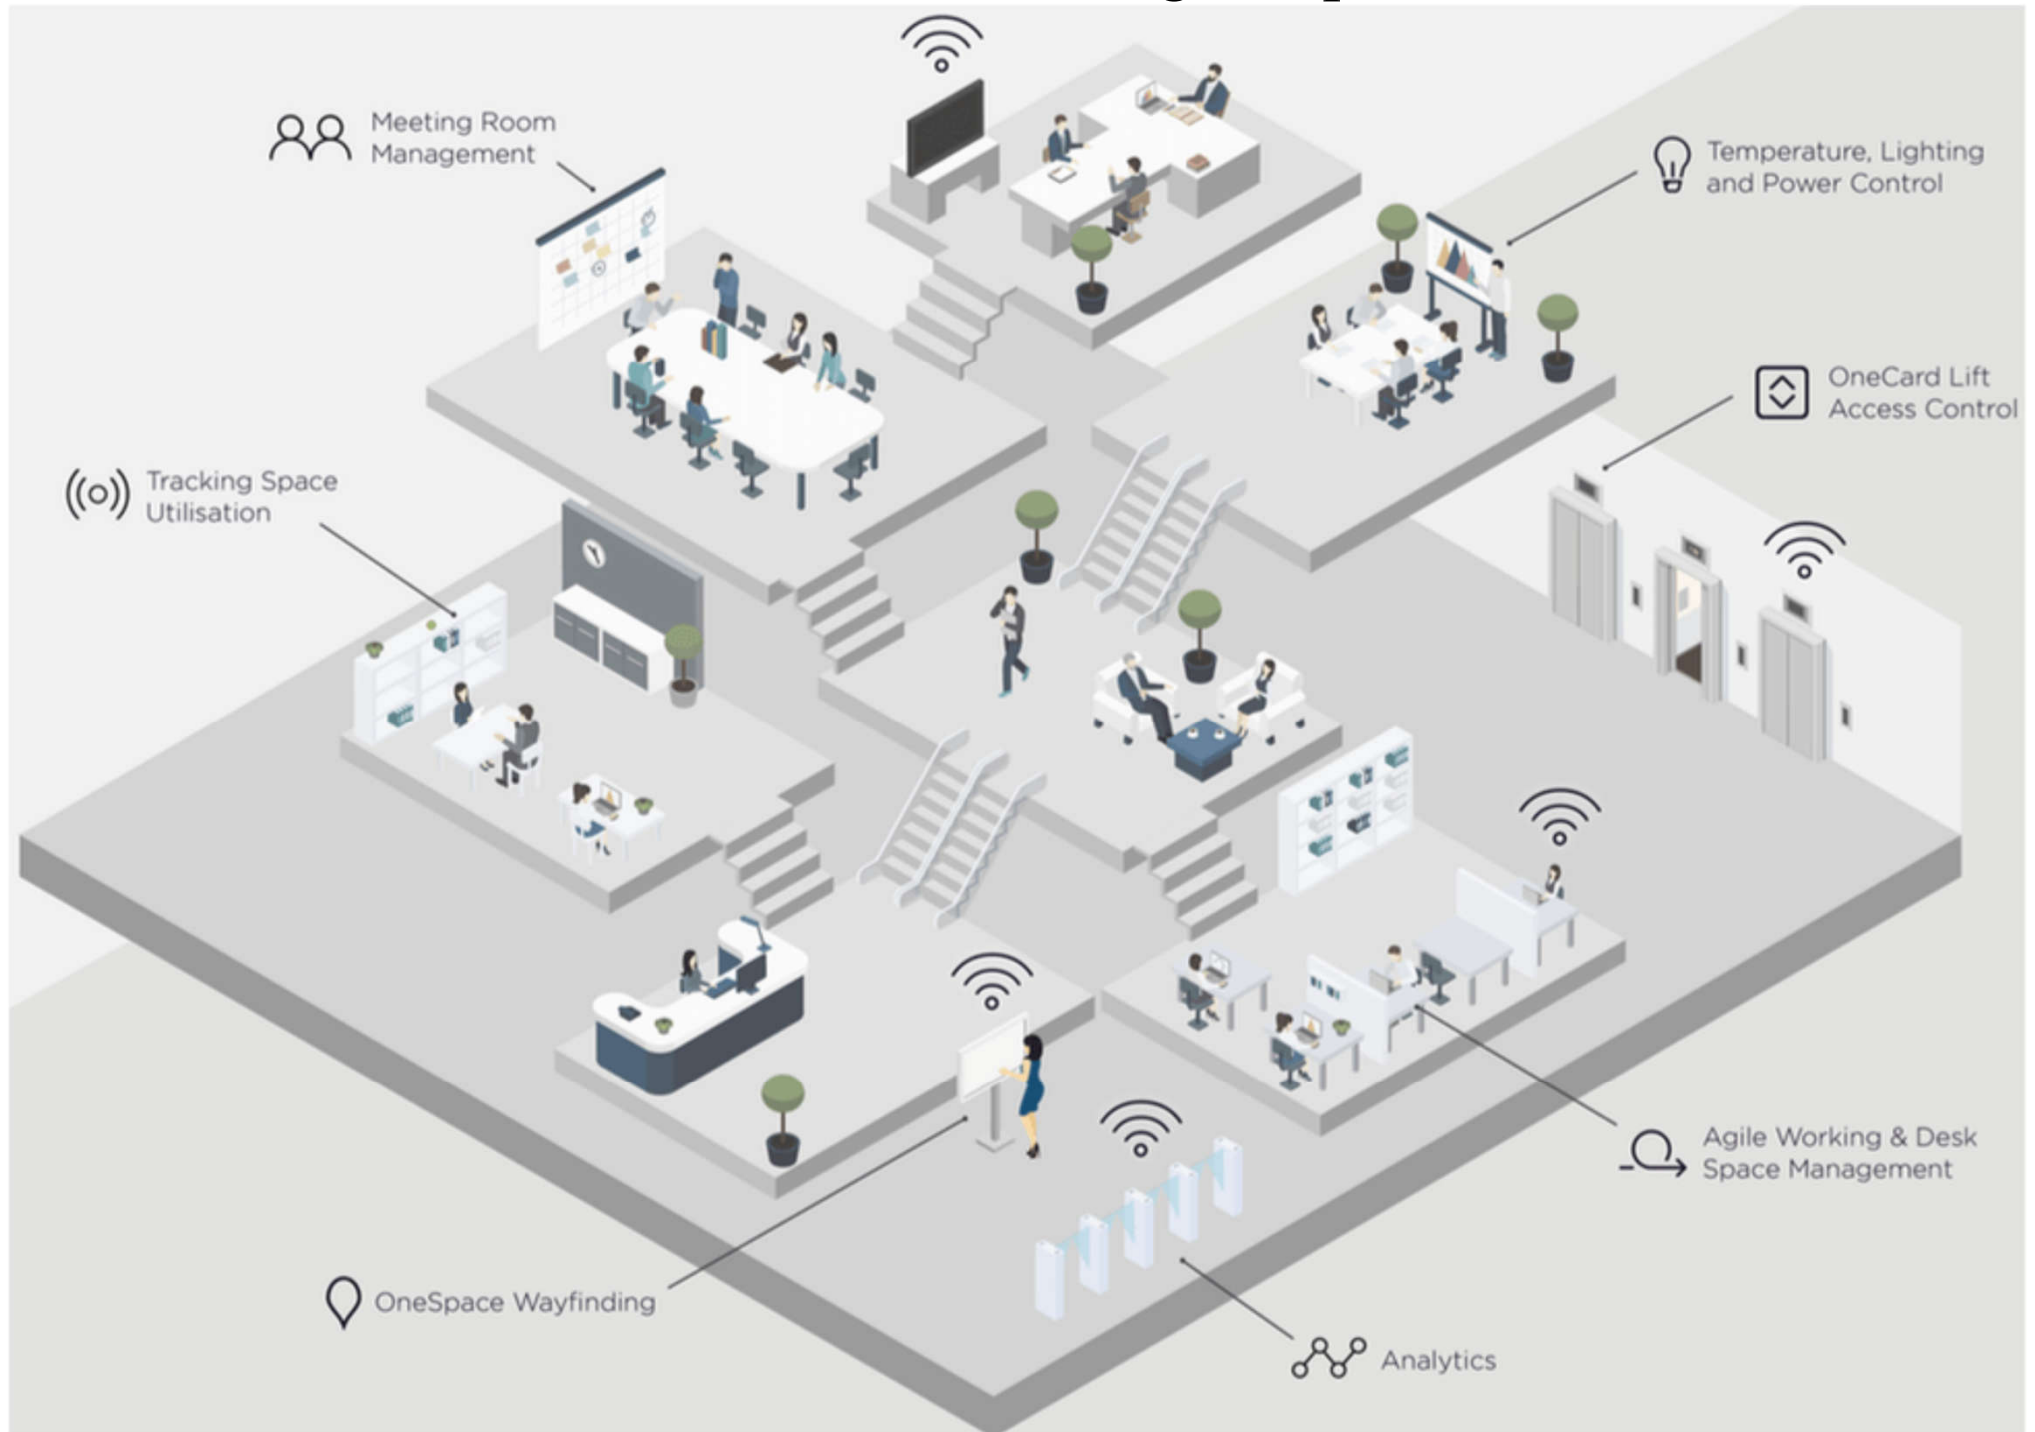 Meeting Room
Management
Temperature, Lighting
and Power Control
OneCard Lift
Access Control
Tracking Space
Utilisation
Agile Working & Desk
Space Management
OneSpace Wayfinding
Analytics